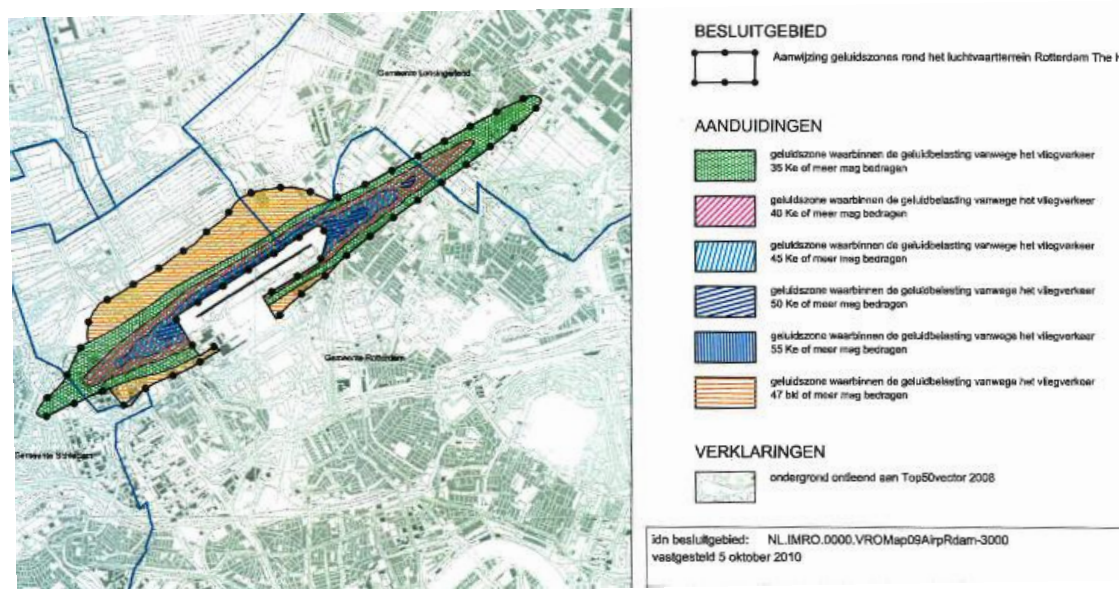 Gemeente Lansingerland
Gemeente Rotterdam
Gemeente Schiedam
BESLUITGEBIED
Aanwijzing geluidszones rond het luchtvaartterrein Rotterdam The H
AANDUIDINGEN
geluidszone waarbinnen de geluidbelasting vanwege het vliegverkeer
35 Ke of meer mag bedragen
geluidszone waarbinnen de geluidbelasting vanwege het vliegverkeer
40 Ke of meer mag bedragen
geluidszone waarbinnen de geluidbelasting vanwege het vliegverkeer
45 Ke of meer mag bedragen
geluidszone waarbinnen de geluidbelasting vanwege het vliegverkeer
50 Ke of meer mag bedragen
geluidszone waarbinnen de geluidbelasting vanwege het vliegverkeer
55 Ke of meer mag bedragen
geluidszone waarbinnen de geluidbelasting vanwege het vliegverkeer
47 bkl of meer mag bedragen
VERKLARINGEN
ondergrond ontleend aan Top50vector 2008
idn besluitgebied: NL.IMRO.0000.VROMap09AirpRdam-3000
vastgesteld 5 oktober 2010